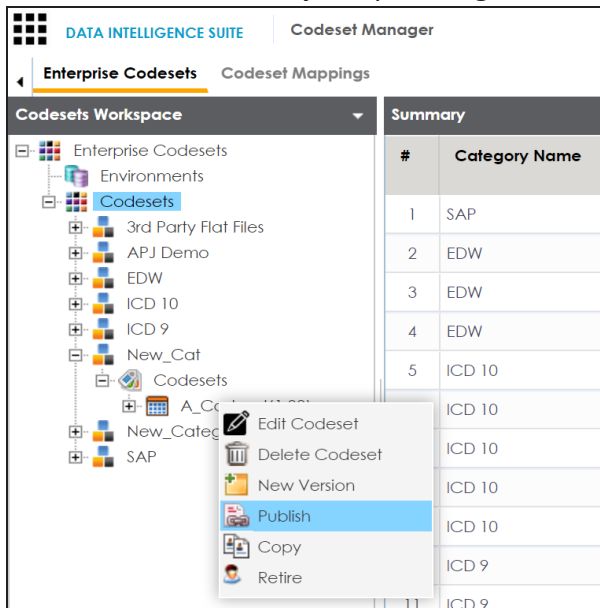 DATA INTELLIGENCE SUITE Codeset Manager
Enterprise Codesets Codeset Mappings
Codesets Workspace
Enterprise Codesets
Environments
Codesets
3rd Party Flat Files
APJ Demo
EDW
ICD 10
ICD 9
New_Cat
Codesets
New_Categ
SAP
Edit Codeset
Delete Codeset
New Version
Publish
Copy
Retire
Summary
# Category Name
1 SAP
2 EDW
3 EDW
4 EDW
5 ICD 10
ICD 10
ICD 10
ICD 10
ICD 10
ICD 9
11 ICD 9